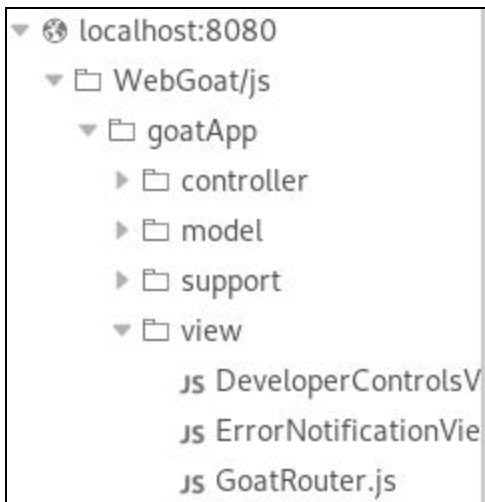 localhost:8080
WebGoat/js
goatApp
controller
model
support
view
JS DeveloperControlsV
JS ErrorNotificationVie
JS GoatRouter.js